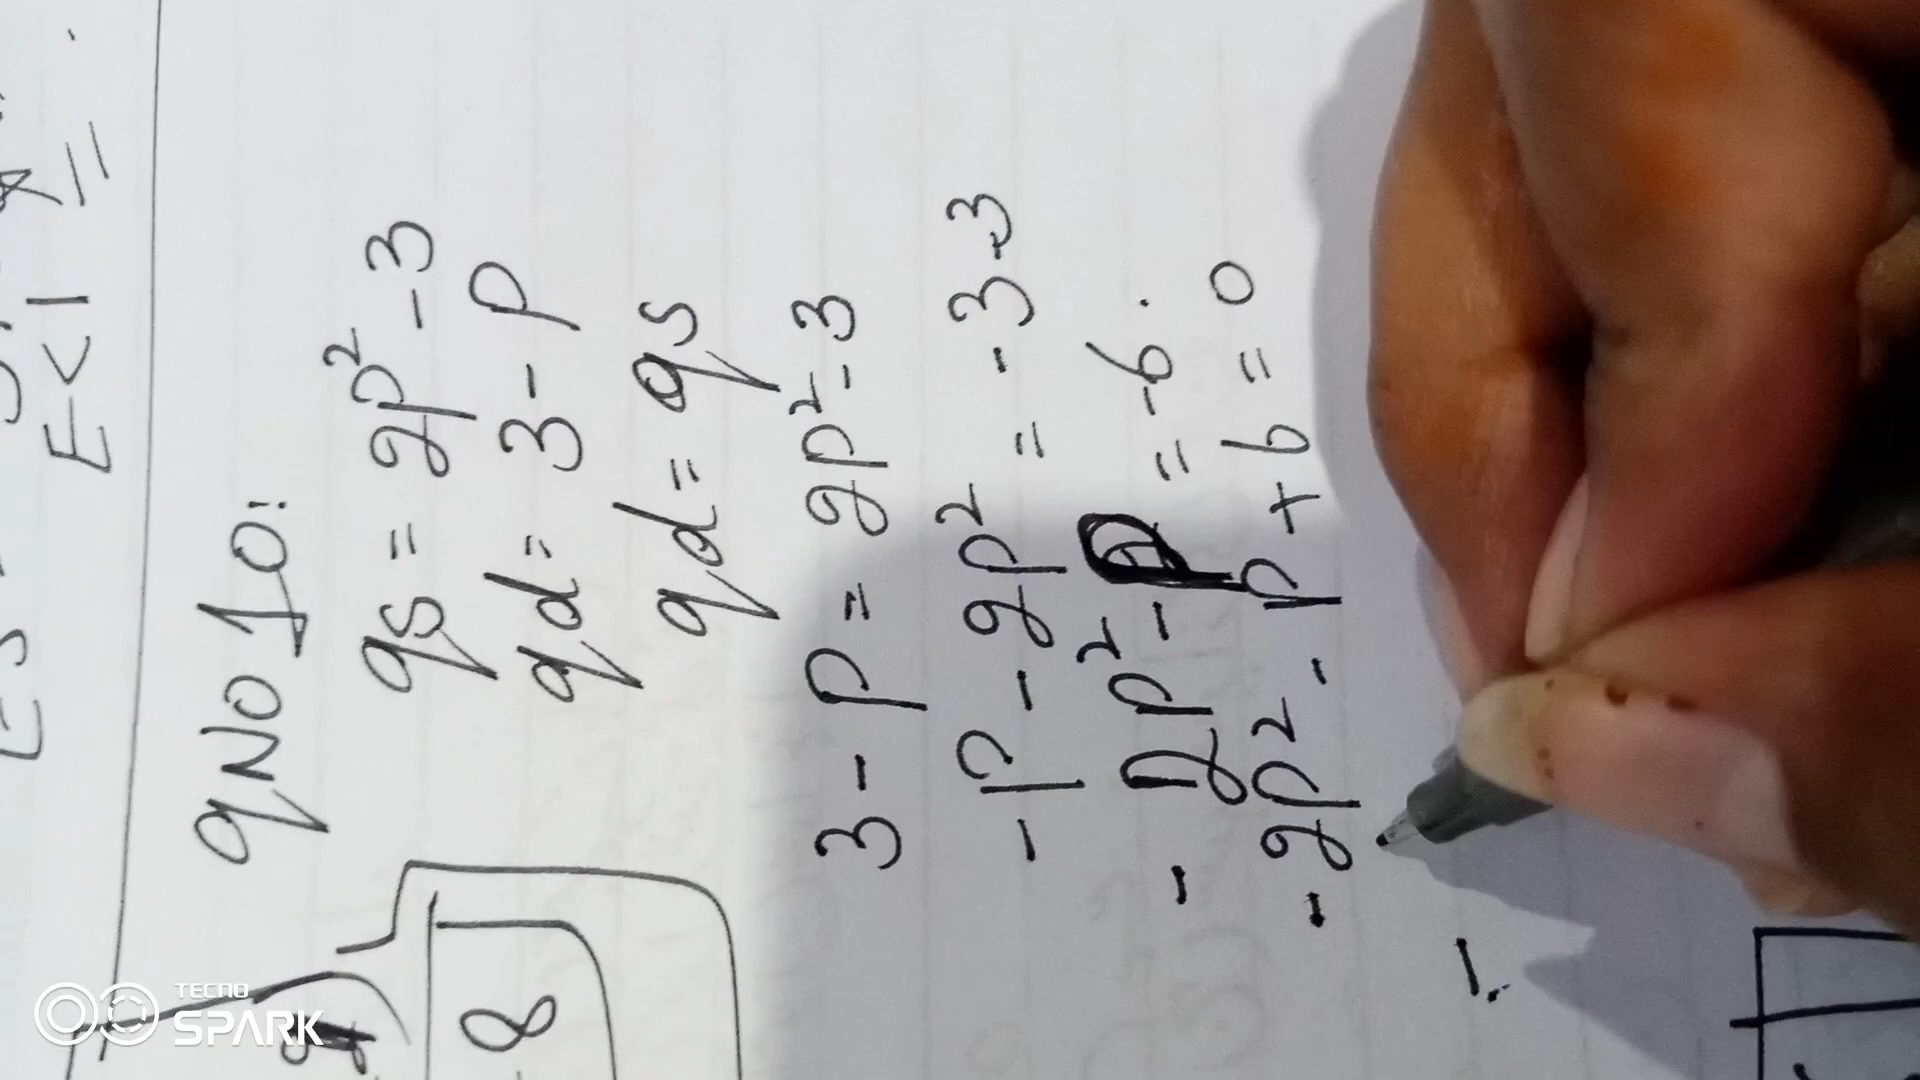 E<1
qNo 10:
qs = 2p² - 3
qd = 3 - p
qd = qs
3 - p = 2p² - 3
- p - 2p² = - 3 - 3
- 2p² - p = - 6.
- 2p² - p + 6 = 0
8
TECNO
SPARK